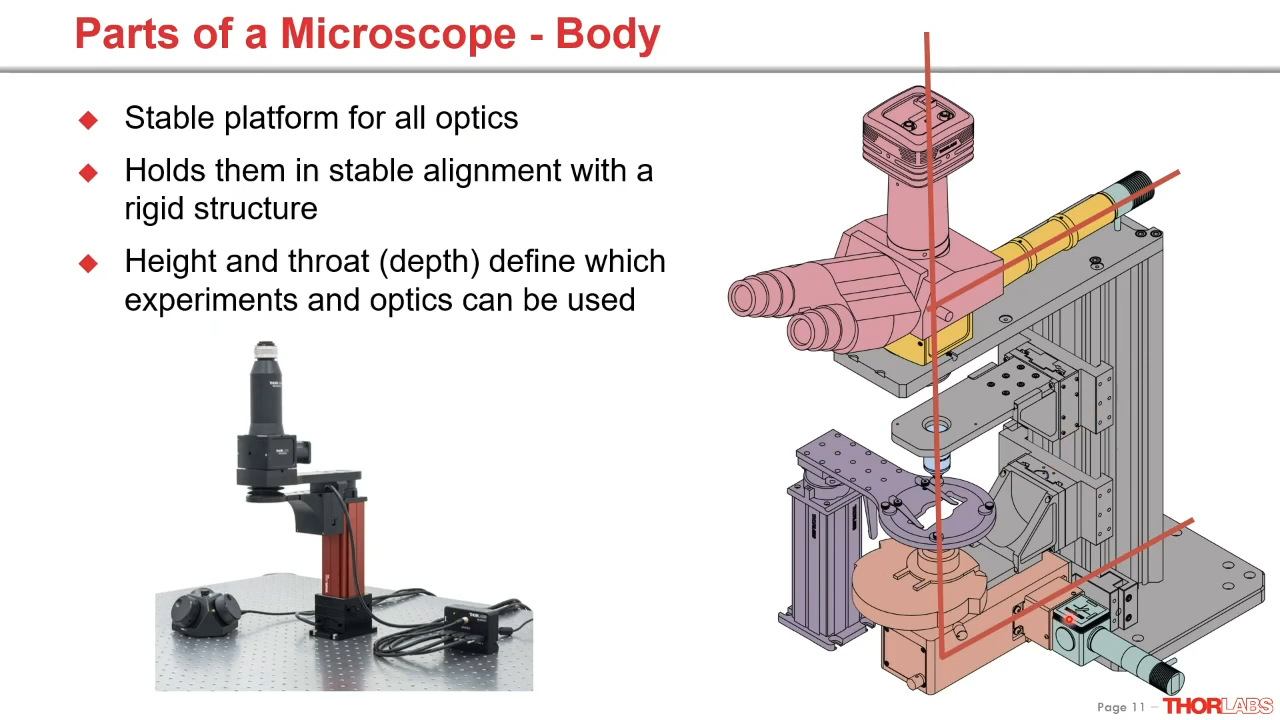 Parts of a Microscope - Body
Stable platform for all optics
Holds them in stable alignment with a
rigid structure
Height and throat (depth) define which
experiments and optics can be used
Page 11 –
THORLABS